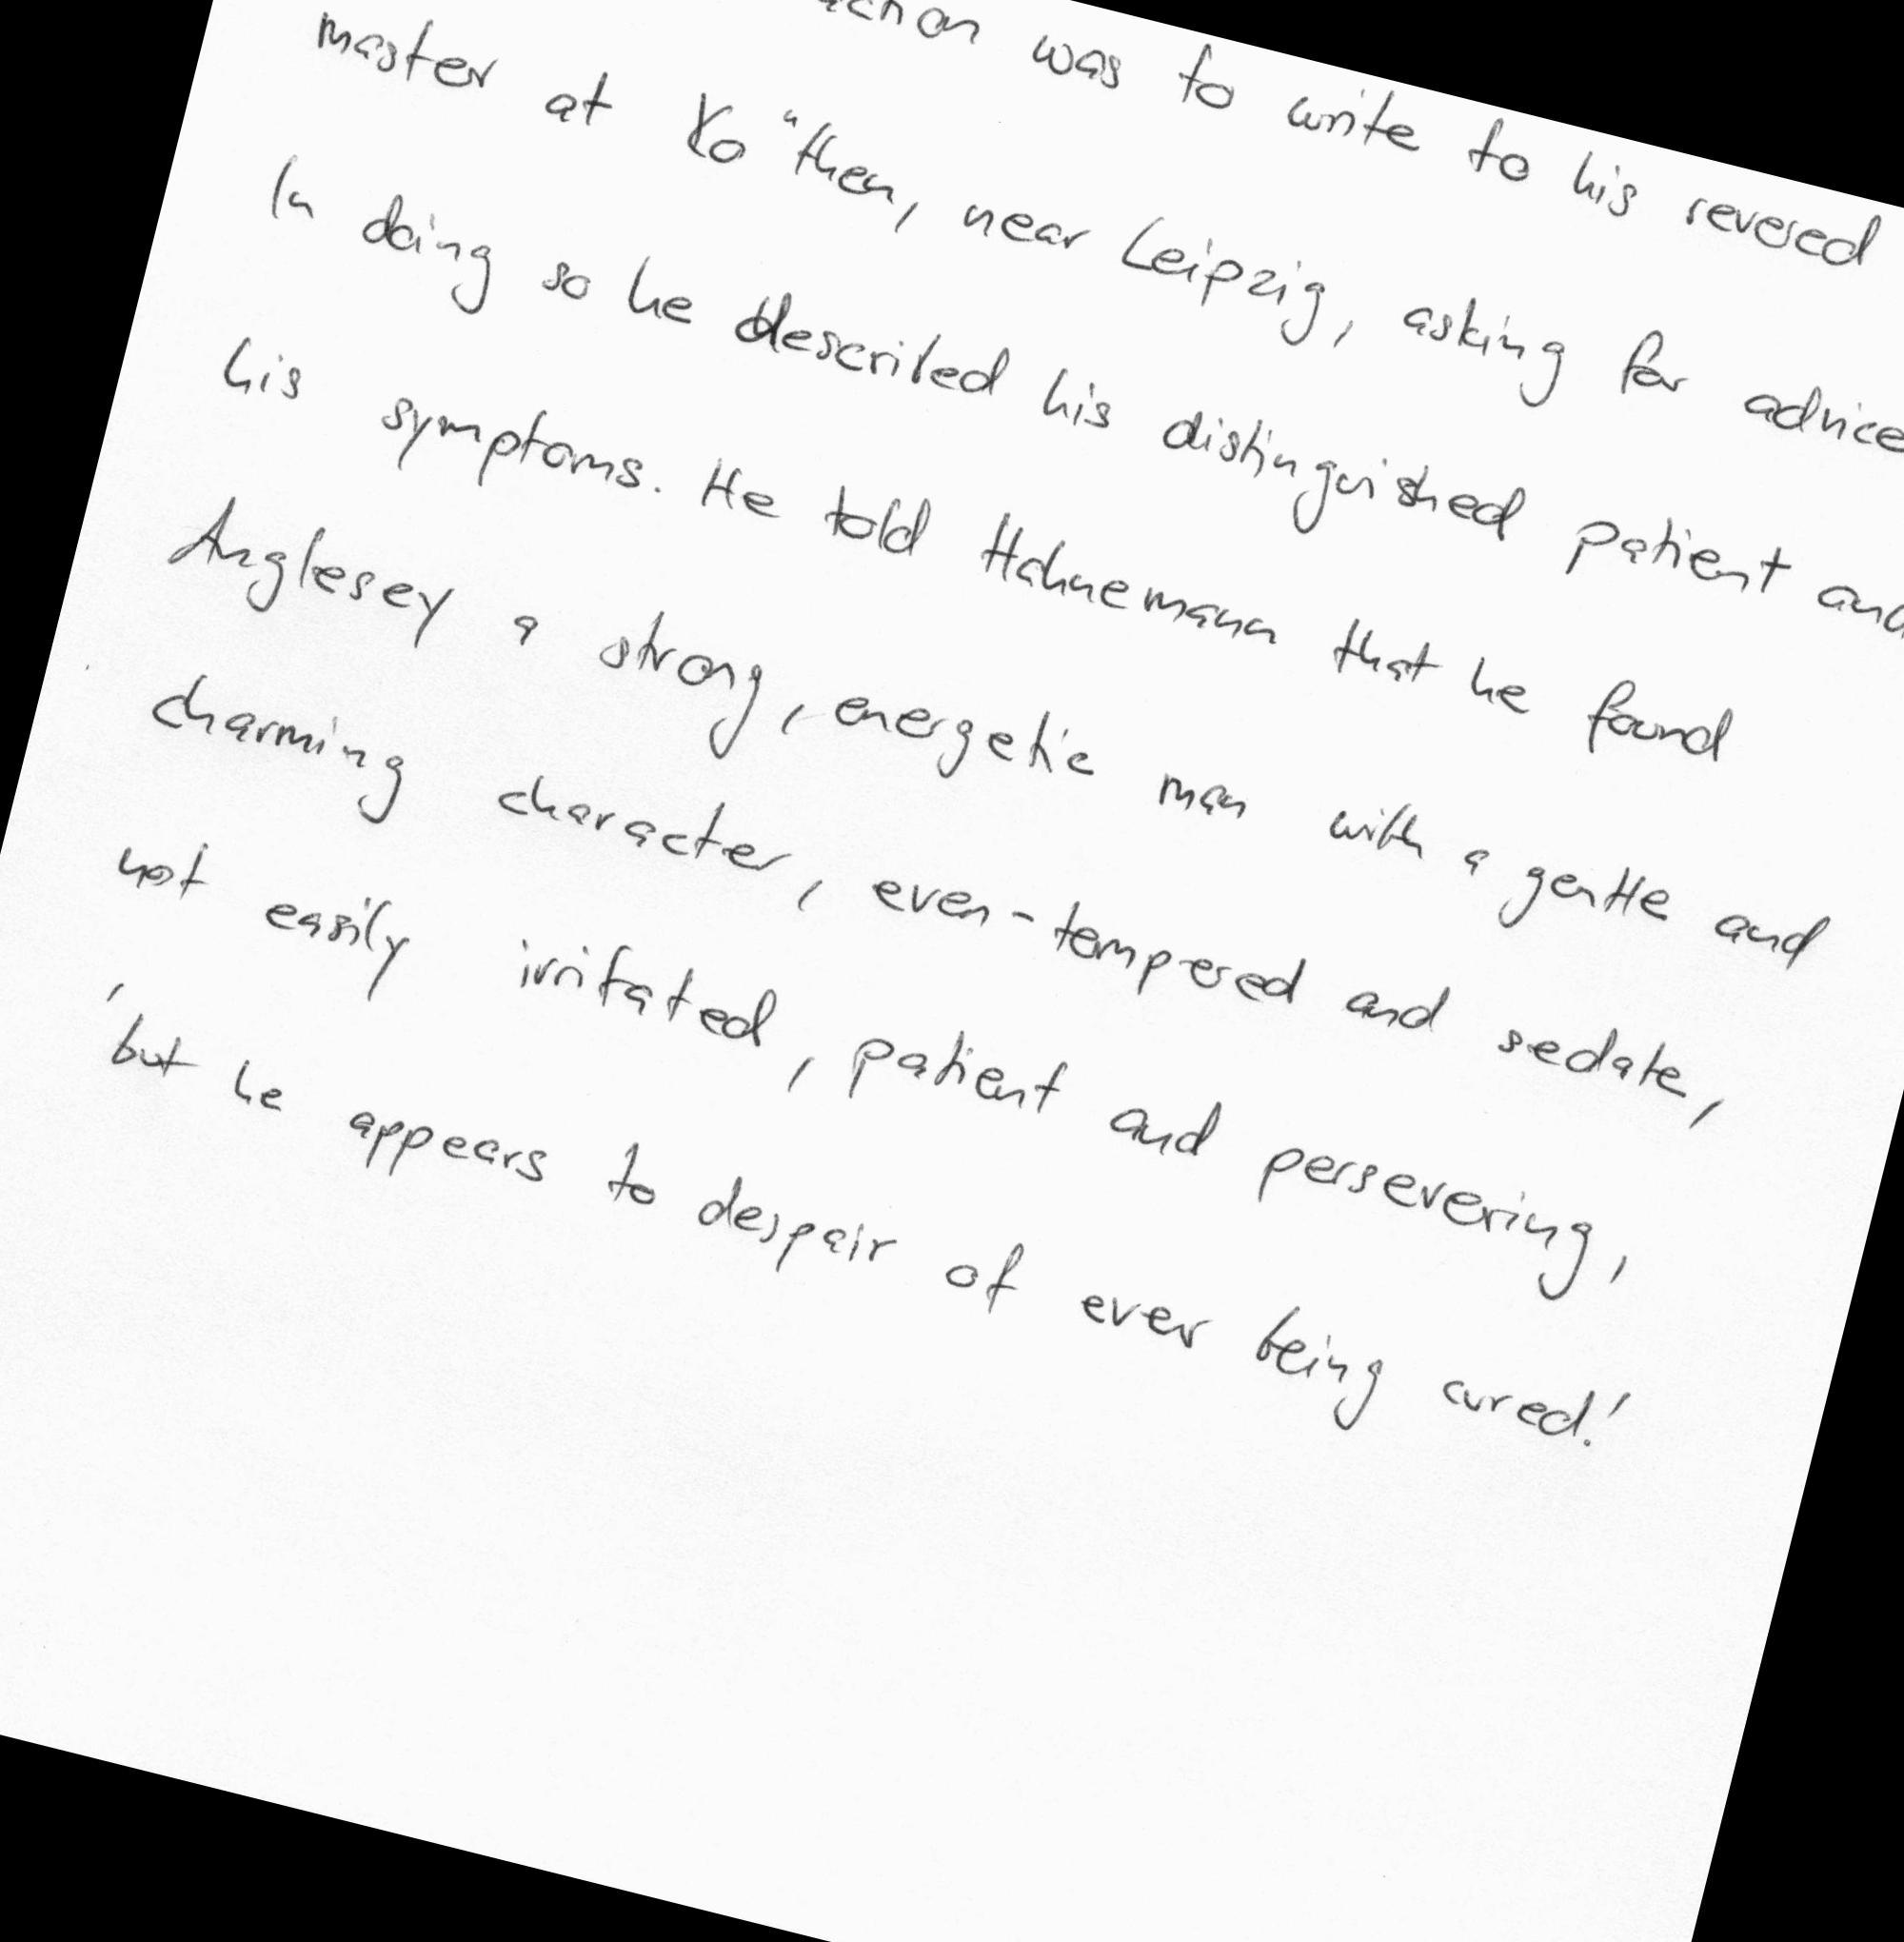 was to write to his revered
master at Ko"then, near Leipzig, asking for advice
In doing so he described his distinguished patient and
his symptoms. He told Hahnemann that he found
Anglesey a strong, energetic man with a gentle and
charming character, even-tempered and sedate,
not easily irritated, patient and persevering,
'but he appears to despair of ever being cured.'